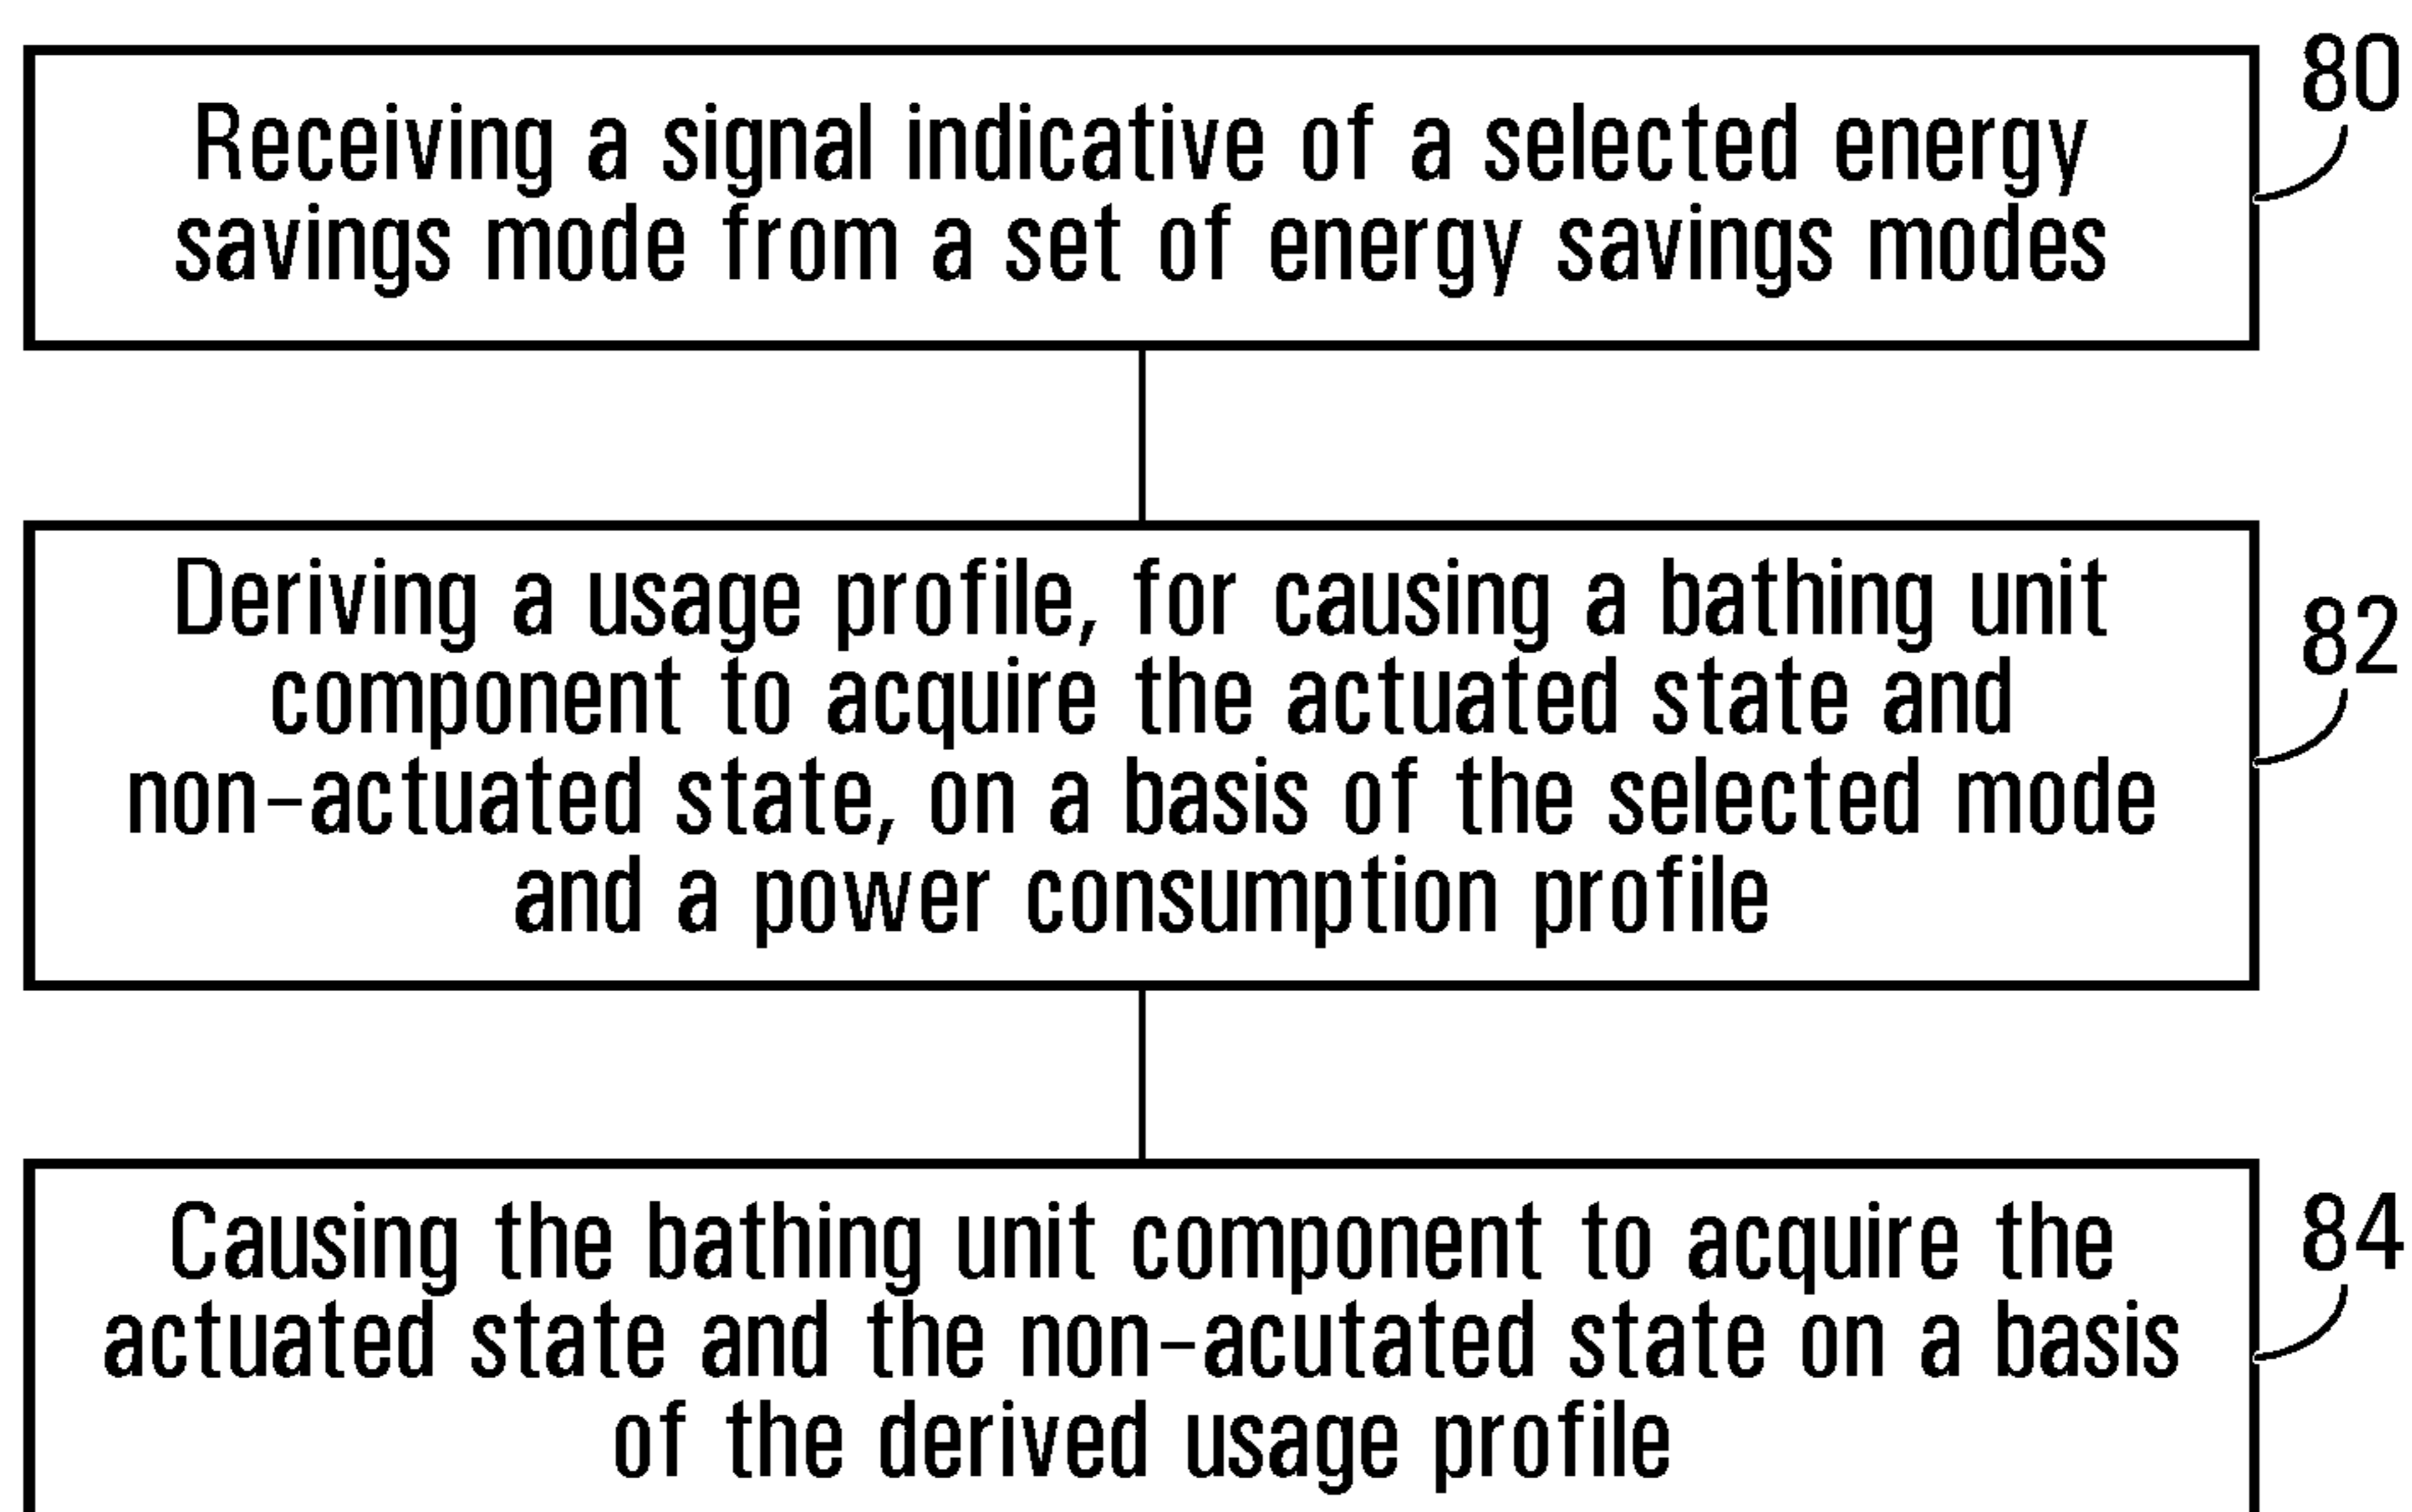 80
Receiving a signal indicative of a selected energy
savings mode from a set of energy savings modes
82
Deriving a usage profile, for causing a bathing unit
component to acquire the actuated state and
non-actuated state, on a basis of the selected mode
and a power consumption profile
84
Causing the bathing unit component to acquire the
actuated state and the non-acutated state on a basis
of the derived usage profile